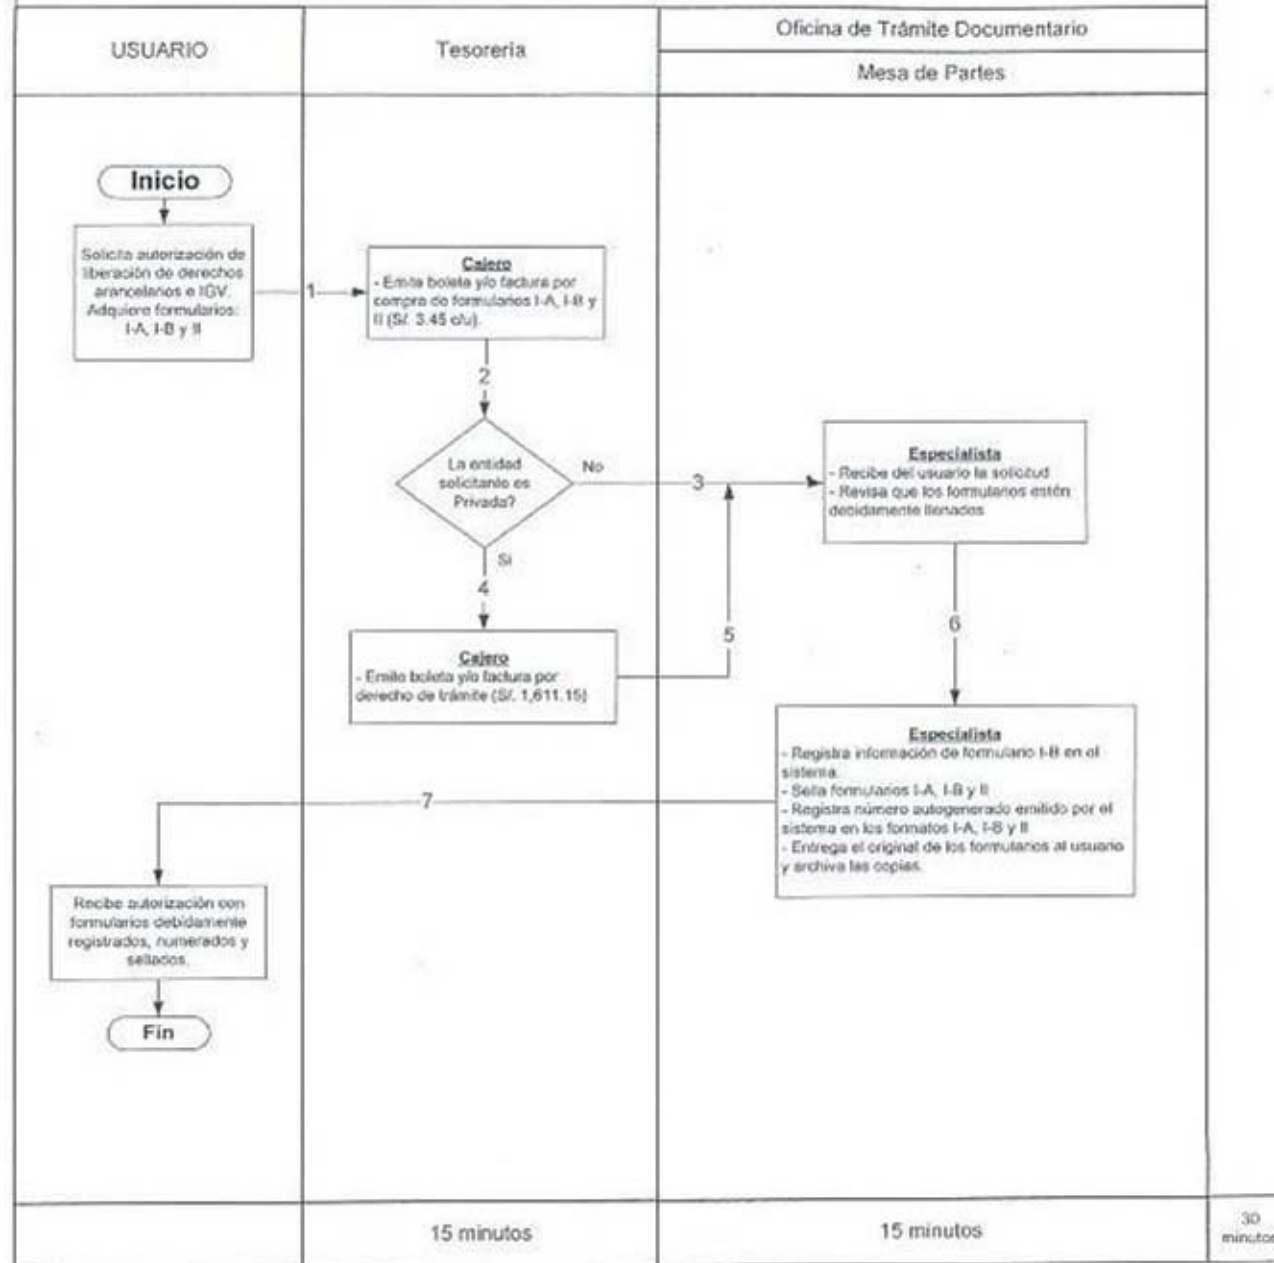 USUARIO
Tesorería
Oficina de Trámite Documentario
Mesa de Partes
Inicio
Solicita autorización de
liberación de derechos
arancelarios e IGV.
Adquiere formularios:
I-A, I-B y II
1
Cajero
- Emite boleta y/o factura por
compra de formularios I-A, I-B y
II (S/. 3.45 c/u).
2
La entidad
solicitante es
Privada?
No
3
Especialista
- Recibe del usuario la solicitud
- Revisa que los formularios estén
debidamente llenados
Si
4
5
6
Cajero
- Emite boleta y/o factura por
derecho de trámite (S/. 1,611.15)
Especialista
- Registra información de formulario I-B en el
sistema.
- Sella formularios I-A, I-B y II
- Registra número autogenerado emitido por el
sistema en los formatos I-A, I-B y II
- Entrega el original de los formularios al usuario
y archiva las copias.
7
Recibe autorización con
formularios debidamente
registrados, numerados y
sellados.
Fin
15 minutos
15 minutos
30
minutos